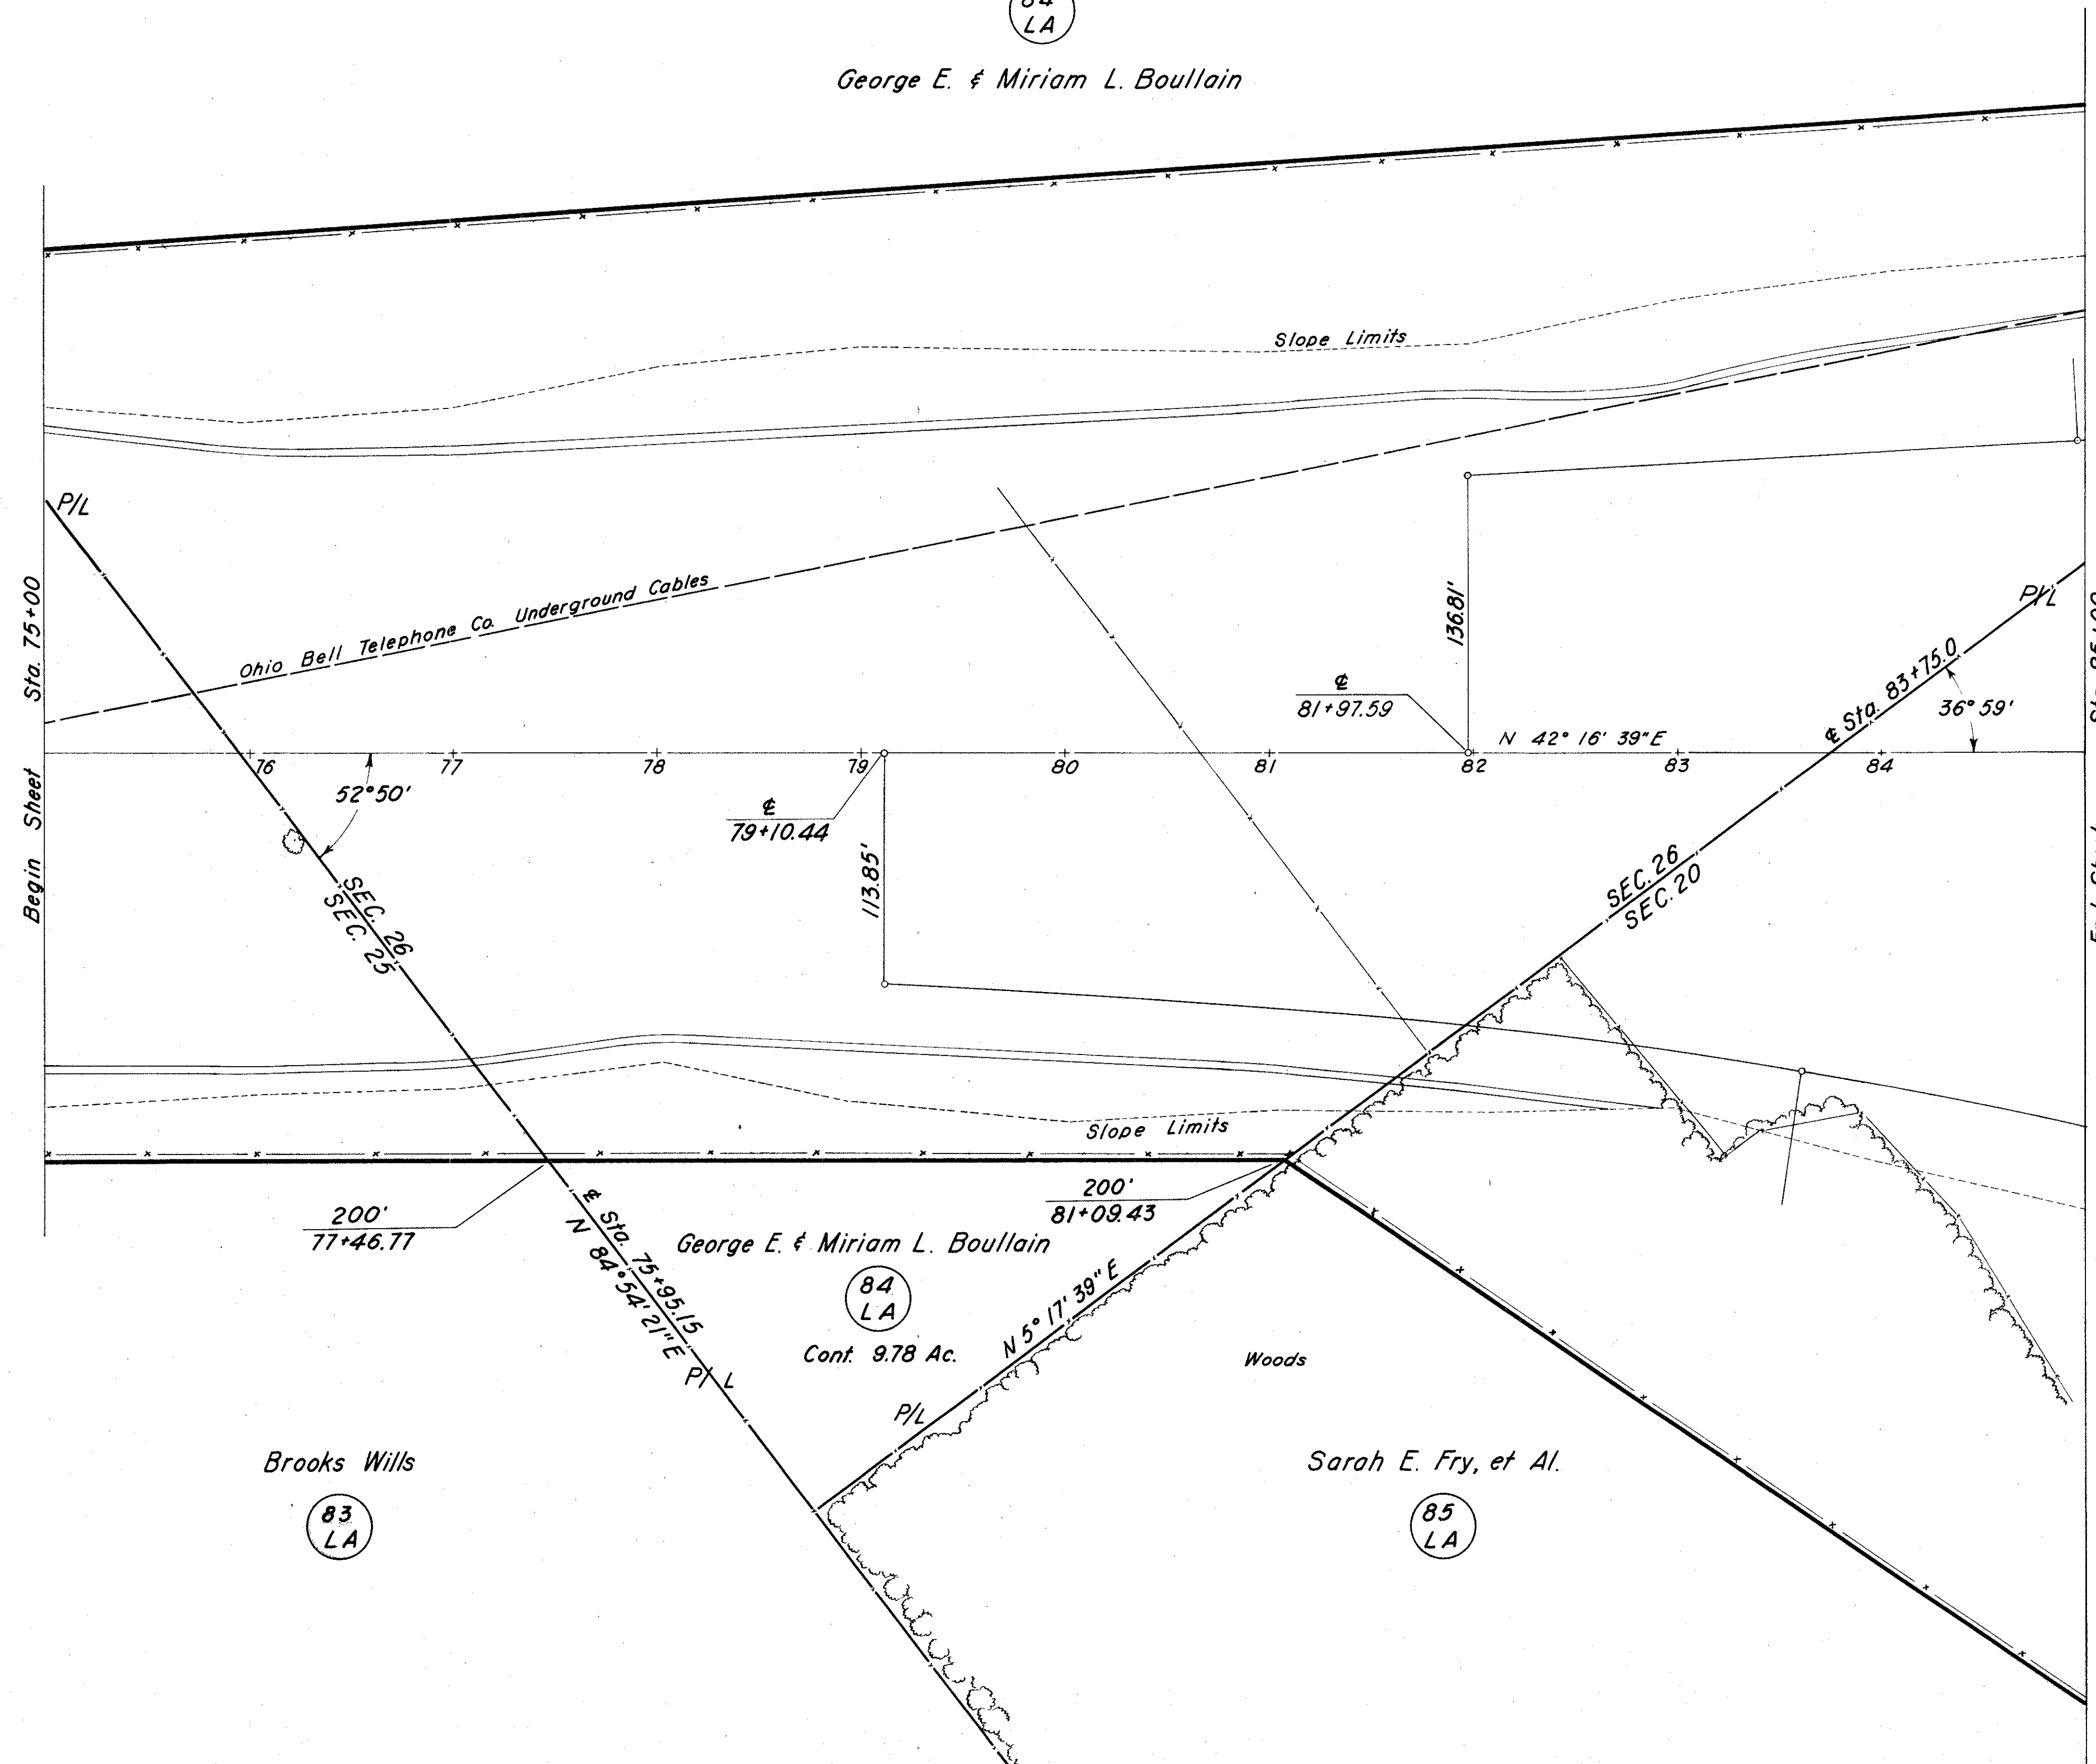 84
LA
George E. & Miriam L. Boullain
Slope Limits
P/L
Ohio Bell Telephone Co. Underground Cables
Begin Sheet Sta. 75+00
136.81'
℄
81+97.59
N 42° 16' 39"E
℄ Sta. 83+75.0
P/L
36° 59'
76 77 78 79 80 81 82 83 84
52°50'
℄
79+10.44
113.85'
SEC. 26
SEC. 25
SEC. 26
SEC. 20
Slope Limits
200'
77+46.77
200'
81+09.43
℄ Sta. 75+95.15
N 84°54'21"E
P/L
George E. & Miriam L. Boullain
84
LA
Cont. 9.78 Ac.
N 5° 17' 39" E
P/L
Woods
Brooks Wills
83
LA
Sarah E. Fry, et Al.
85
LA